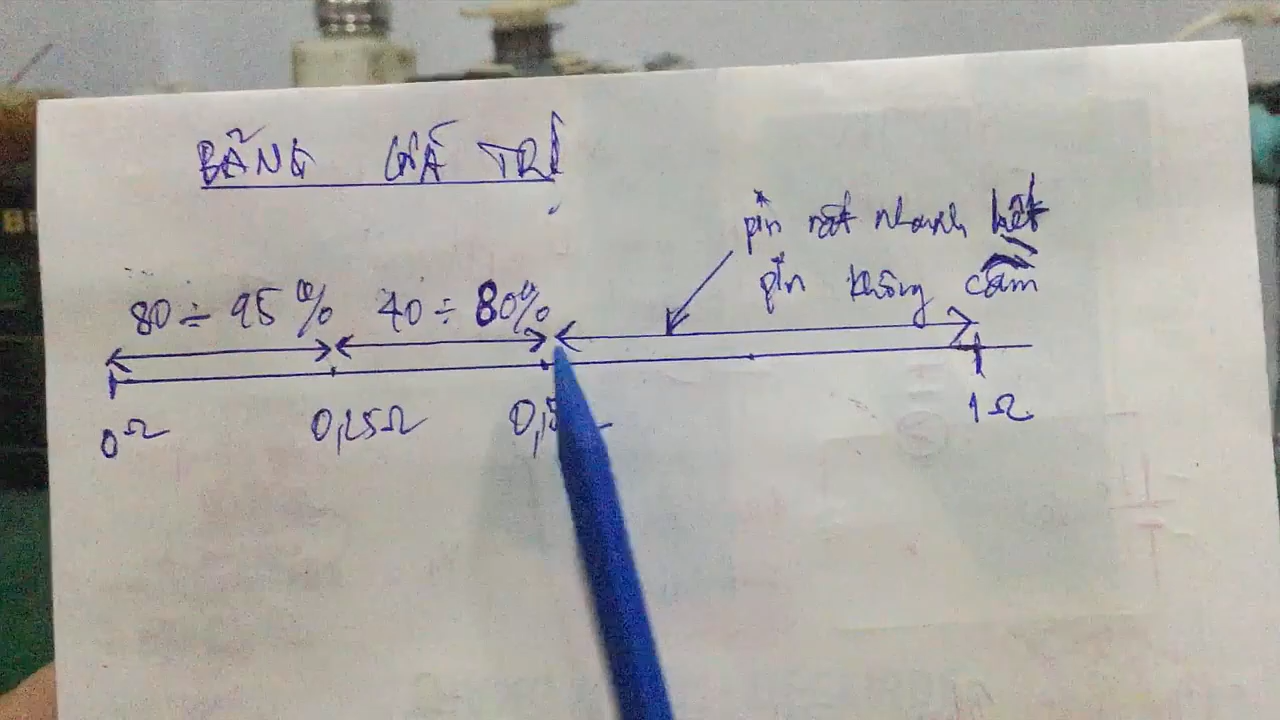 BẢNG GIÁ TRỊ
pin rất nhanh hết
pin không cầm
80 ÷ 95% 40 ÷ 80%
0Ω 0,25Ω 1Ω